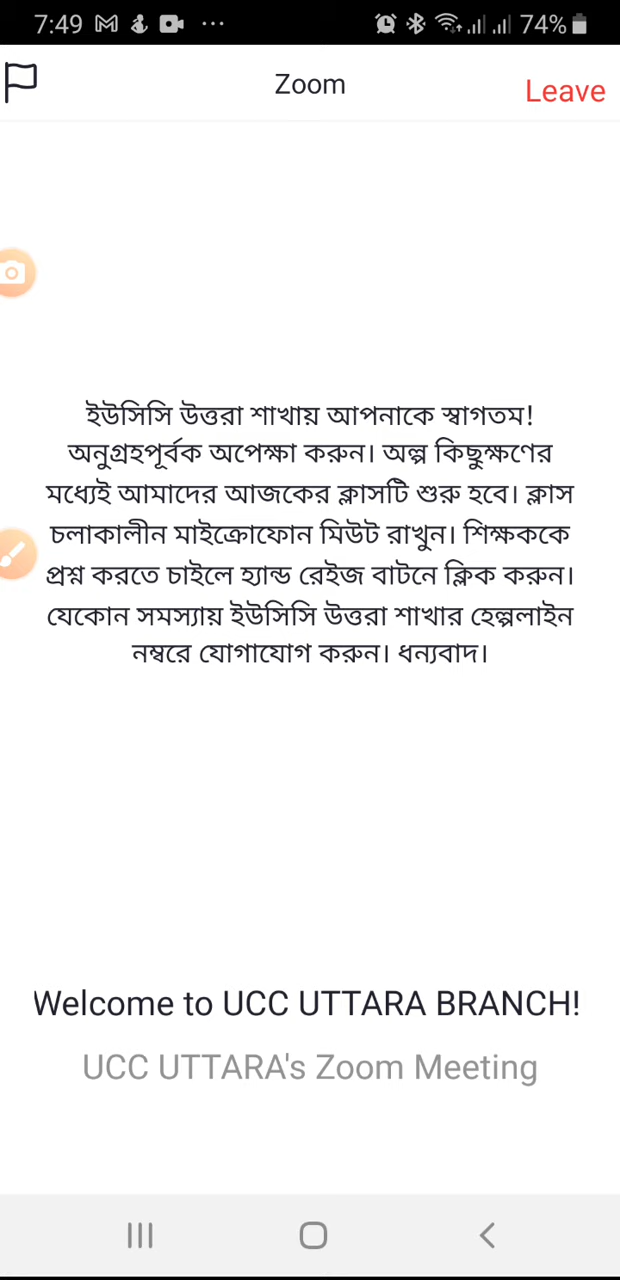 7:49 74%
Zoom
Leave
ইউসিসি উত্তরা শাখায় আপনাকে স্বাগতম!
অনুগ্রহপূর্বক অপেক্ষা করুন। অল্প কিছুক্ষণের
মধ্যেই আমাদের আজকের ক্লাসটি শুরু হবে। ক্লাস
চলাকালীন মাইক্রোফোন মিউট রাখুন। শিক্ষককে
প্রশ্ন করতে চাইলে হ্যান্ড রেইজ বাটনে ক্লিক করুন।
যেকোন সমস্যায় ইউসিসি উত্তরা শাখার হেল্পলাইন
নম্বরে যোগাযোগ করুন। ধন্যবাদ।
Welcome to UCC UTTARA BRANCH!
UCC UTTARA's Zoom Meeting